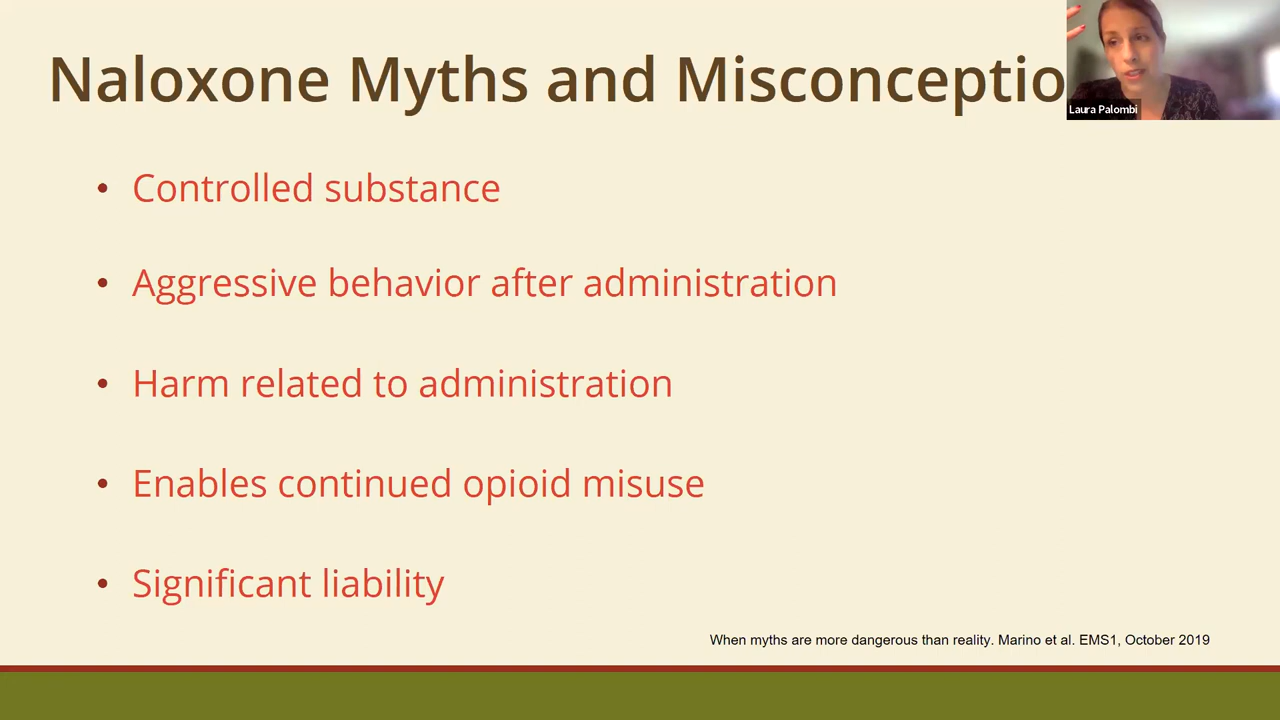 Naloxone Myths and Misconceptio
Laura Palombi
• Controlled substance
• Aggressive behavior after administration
• Harm related to administration
• Enables continued opioid misuse
• Significant liability
When myths are more dangerous than reality. Marino et al. EMS1, October 2019